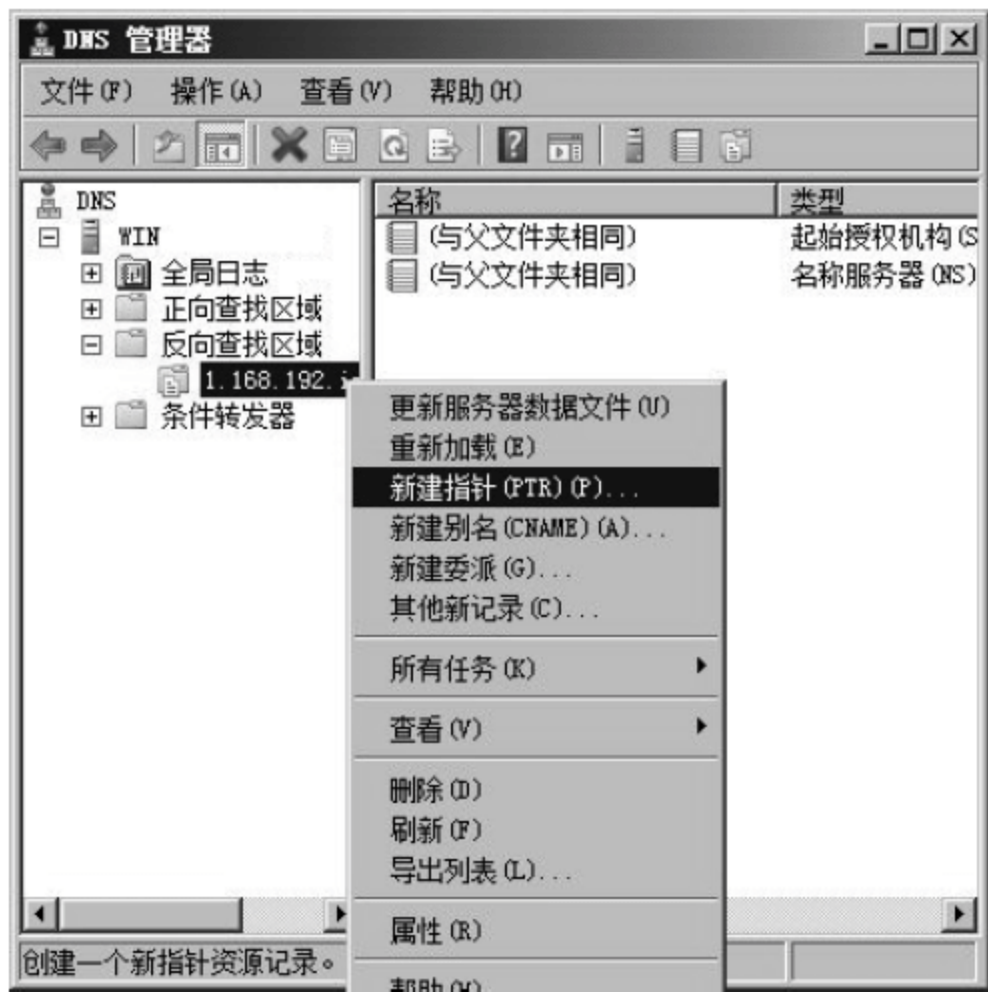 DNS 管理器
文件(F) 操作(A) 查看(V) 帮助(H)
DNS
WIN
全局日志
正向查找区域
反向查找区域
1.168.192.i
条件转发器
名称 类型
(与父文件夹相同) 起始授权机构(S
(与父文件夹相同) 名称服务器(NS)
更新服务器数据文件(U)
重新加载(E)
新建指针(PTR)(P)...
新建别名(CNAME)(A)...
新建委派(G)...
其他新记录(C)...
所有任务(K)
查看(V)
删除(D)
刷新(F)
导出列表(L)...
属性(R)
帮助(H)
创建一个新指针资源记录。